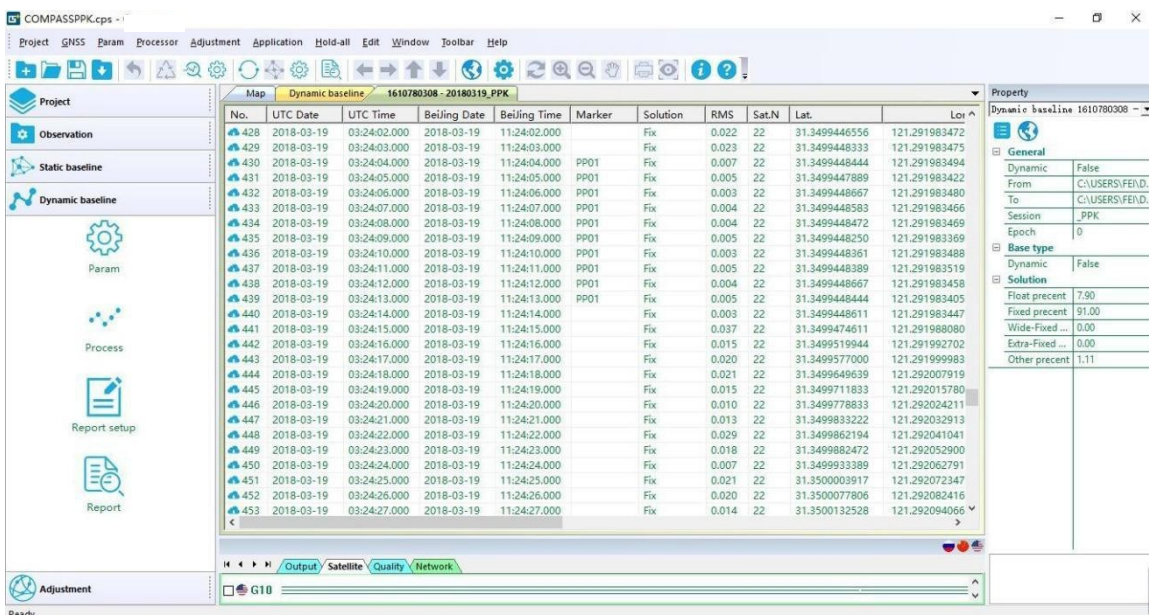 COMPASSPPK.cps -
Project GNSS Param Processor Adjustment Application Hold-all Edit Window Toolbar Help
Project
Observation
Static baseline
Dynamic baseline
Param
Process
Report setup
Report
Adjustment
Ready
Map Dynamic baseline 1610780308 - 20180319_PPK
No. UTC Date UTC Time BeiJing Date BeiJing Time Marker Solution RMS Sat.N Lat. Lor
428 2018-03-19 03:24:02.000 2018-03-19 11:24:02.000 Fix 0.022 22 31.3499446556 121.291983472
429 2018-03-19 03:24:03.000 2018-03-19 11:24:03.000 Fix 0.023 22 31.3499448333 121.291983475
430 2018-03-19 03:24:04.000 2018-03-19 11:24:04.000 PP01 Fix 0.007 22 31.3499448444 121.291983494
431 2018-03-19 03:24:05.000 2018-03-19 11:24:05.000 PP01 Fix 0.005 22 31.3499447889 121.291983422
432 2018-03-19 03:24:06.000 2018-03-19 11:24:06.000 PP01 Fix 0.003 22 31.3499448667 121.291983480
433 2018-03-19 03:24:07.000 2018-03-19 11:24:07.000 PP01 Fix 0.004 22 31.3499448583 121.291983466
434 2018-03-19 03:24:08.000 2018-03-19 11:24:08.000 PP01 Fix 0.004 22 31.3499448472 121.291983469
435 2018-03-19 03:24:09.000 2018-03-19 11:24:09.000 PP01 Fix 0.005 22 31.3499448250 121.291983369
436 2018-03-19 03:24:10.000 2018-03-19 11:24:10.000 PP01 Fix 0.003 22 31.3499448361 121.291983488
437 2018-03-19 03:24:11.000 2018-03-19 11:24:11.000 PP01 Fix 0.005 22 31.3499448389 121.291983519
438 2018-03-19 03:24:12.000 2018-03-19 11:24:12.000 PP01 Fix 0.004 22 31.3499448667 121.291983458
439 2018-03-19 03:24:13.000 2018-03-19 11:24:13.000 PP01 Fix 0.005 22 31.3499448444 121.291983405
440 2018-03-19 03:24:14.000 2018-03-19 11:24:14.000 Fix 0.003 22 31.3499448611 121.291983447
441 2018-03-19 03:24:15.000 2018-03-19 11:24:15.000 Fix 0.037 22 31.3499474611 121.291988080
442 2018-03-19 03:24:16.000 2018-03-19 11:24:16.000 Fix 0.015 22 31.3499519944 121.291992702
443 2018-03-19 03:24:17.000 2018-03-19 11:24:17.000 Fix 0.020 22 31.3499577000 121.291999983
444 2018-03-19 03:24:18.000 2018-03-19 11:24:18.000 Fix 0.021 22 31.3499649639 121.292007919
445 2018-03-19 03:24:19.000 2018-03-19 11:24:19.000 Fix 0.015 22 31.3499711833 121.292015780
446 2018-03-19 03:24:20.000 2018-03-19 11:24:20.000 Fix 0.010 22 31.3499778833 121.292024211
447 2018-03-19 03:24:21.000 2018-03-19 11:24:21.000 Fix 0.013 22 31.3499833222 121.292032913
448 2018-03-19 03:24:22.000 2018-03-19 11:24:22.000 Fix 0.029 22 31.3499862194 121.292041041
449 2018-03-19 03:24:23.000 2018-03-19 11:24:23.000 Fix 0.018 22 31.3499882472 121.292052900
450 2018-03-19 03:24:24.000 2018-03-19 11:24:24.000 Fix 0.007 22 31.3499933389 121.292062791
451 2018-03-19 03:24:25.000 2018-03-19 11:24:25.000 Fix 0.021 22 31.3500003917 121.292072347
452 2018-03-19 03:24:26.000 2018-03-19 11:24:26.000 Fix 0.020 22 31.3500077806 121.292082416
453 2018-03-19 03:24:27.000 2018-03-19 11:24:27.000 Fix 0.014 22 31.3500132528 121.292094066
Output Satellite Quality Network
G10
Property
Dynamic baseline 1610780308 -
General
Dynamic False
From C:\USERS\FEI\D.
To C:\USERS\FEI\D.
Session _PPK
Epoch 0
Base type
Dynamic False
Solution
Float precent 7.90
Fixed precent 91.00
Wide-Fixed ... 0.00
Extra-Fixed ... 0.00
Other precent 1.11